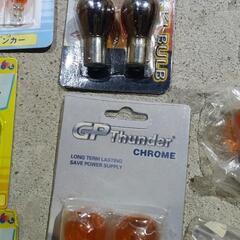 ンカー
BULB
GP Thunder
CHROME
LONG TERM LASTING
SAVE POWER SUPPLY